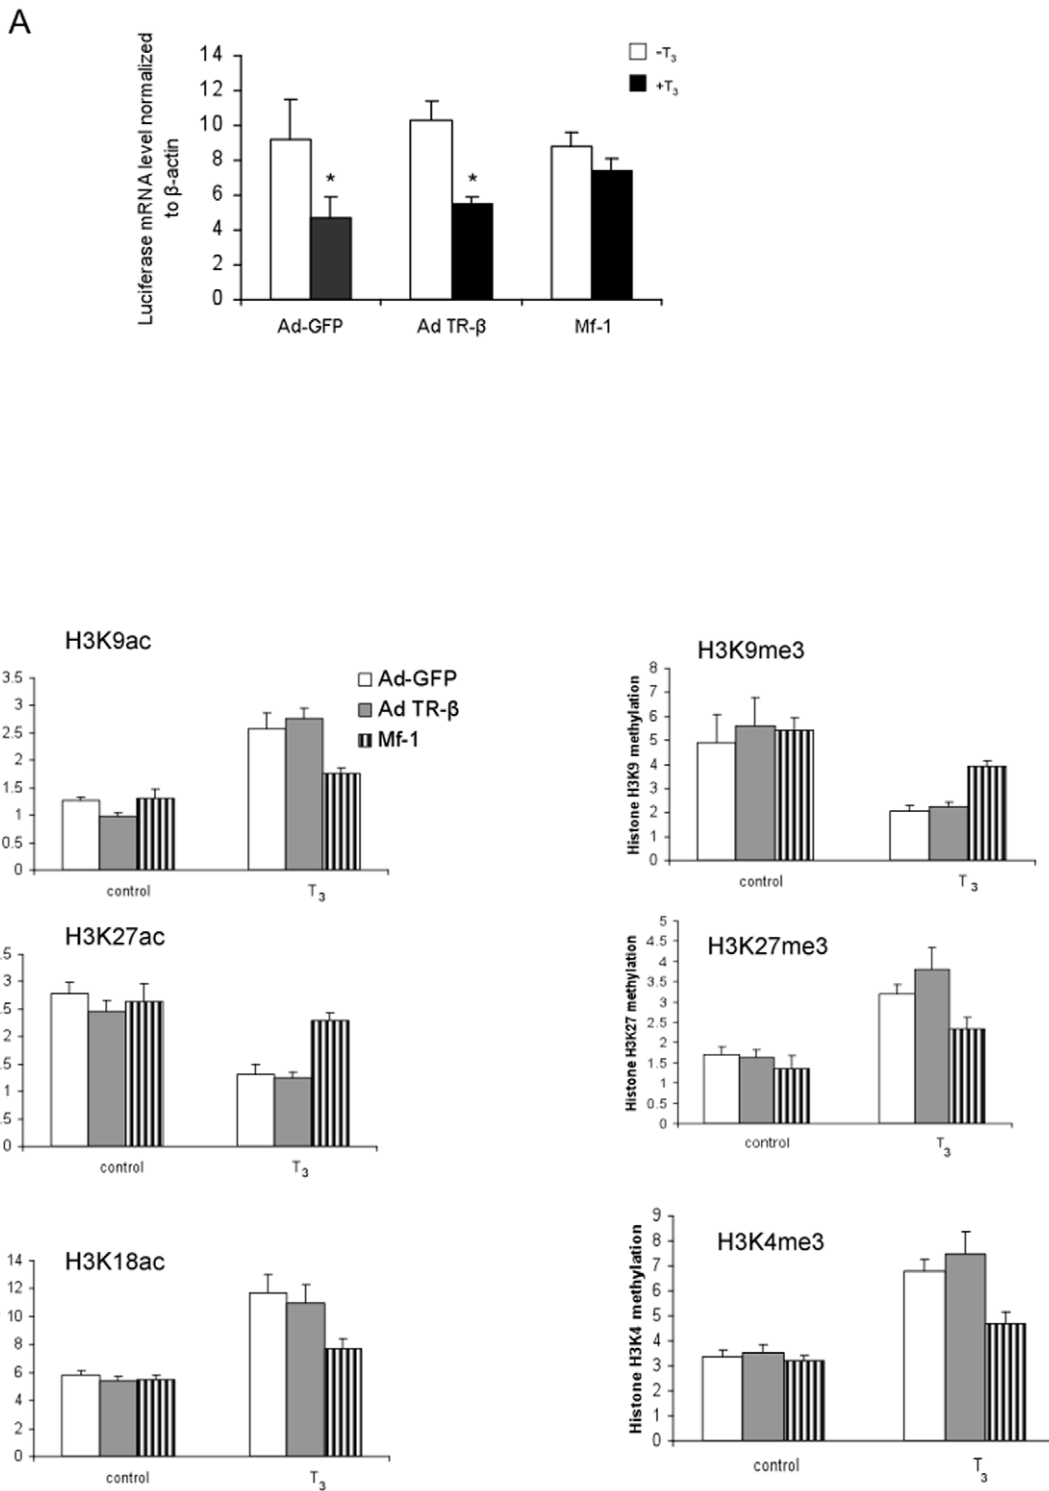 A
Luciferase mRNA level normalized
to β-actin
14
12
10
8
6
4
2
0
-T3
+T3
*
*
Ad-GFP
Ad TR-β
Mf-1
H3K9ac
3.5
3
2.5
2
1.5
1
0.5
0
Ad-GFP
Ad TR-β
Mf-1
control
T3
H3K9me3
Histone H3K9 methylation
8
7
6
5
4
3
2
1
0
control
T3
H3K27ac
.5
3
.5
2
.5
1
.5
0
control
T3
H3K27me3
Histone H3K27 methylation
5
4.5
4
3.5
3
2.5
2
1.5
1
0.5
0
control
T3
H3K18ac
14
12
10
8
6
4
2
0
control
T3
H3K4me3
Histone H3K4 methylation
9
8
7
6
5
4
3
2
1
0
control
T3